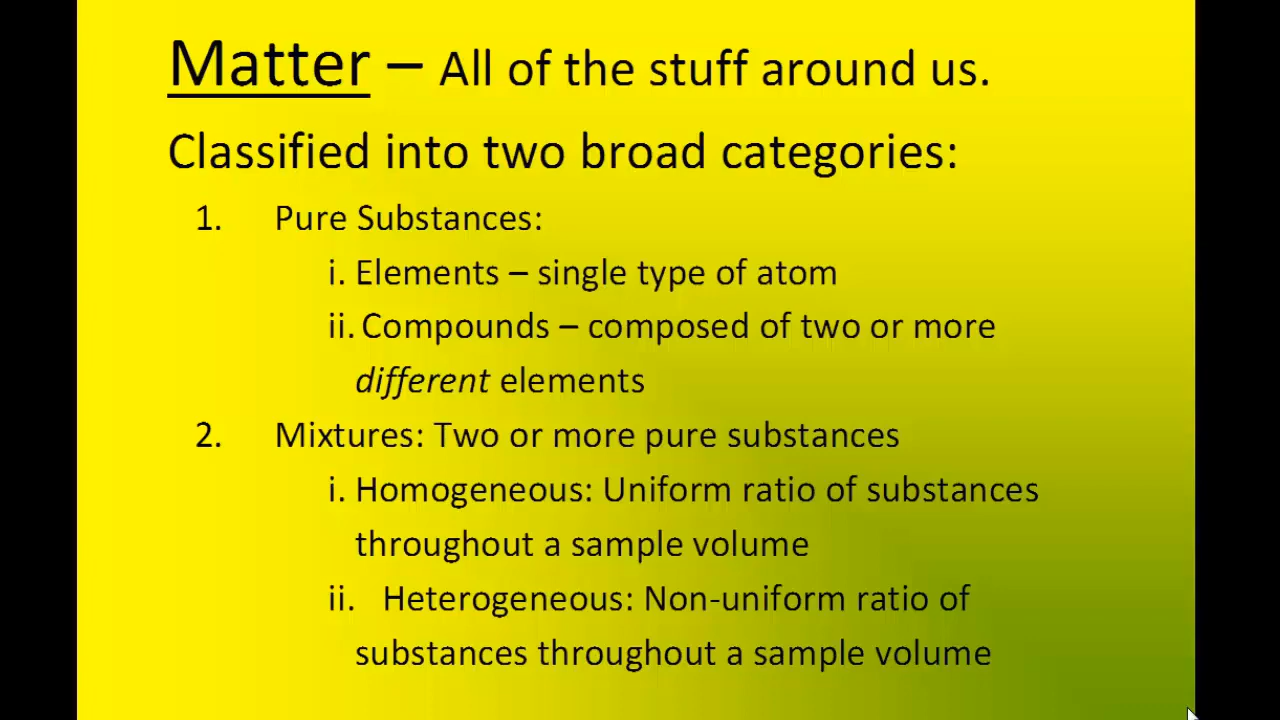 Matter – All of the stuff around us.
Classified into two broad categories:
1. Pure Substances:
i. Elements – single type of atom
ii. Compounds – composed of two or more
different elements
2. Mixtures: Two or more pure substances
i. Homogeneous: Uniform ratio of substances
throughout a sample volume
ii. Heterogeneous: Non-uniform ratio of
substances throughout a sample volume